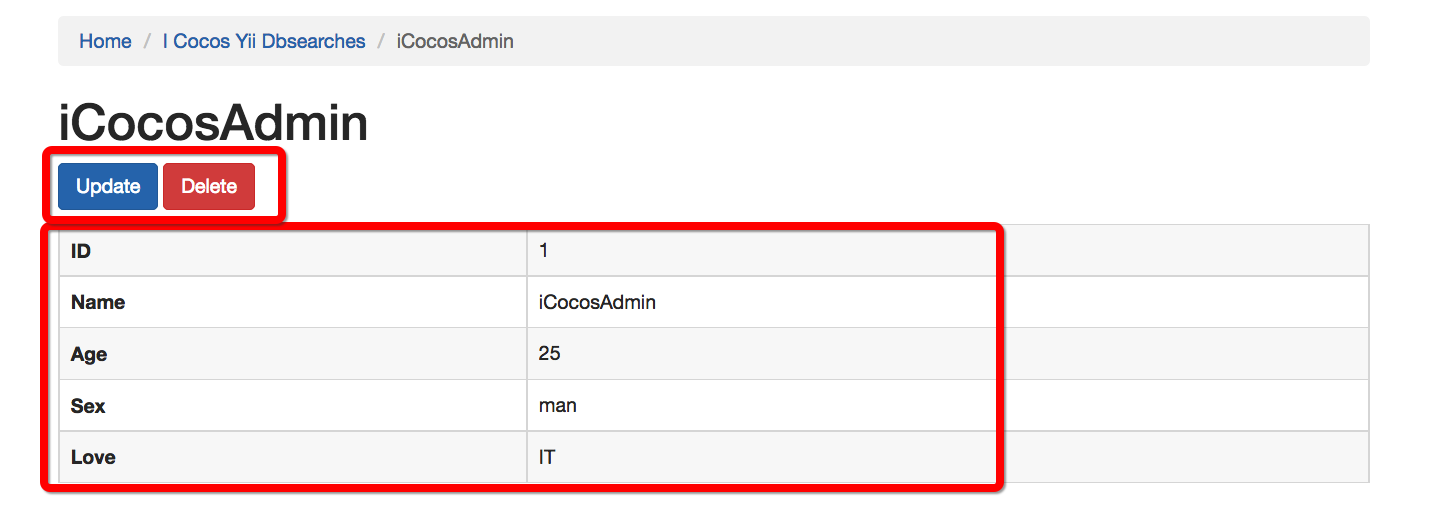 Home / I Cocos Yii Dbsearches / iCocosAdmin
iCocosAdmin
Update Delete
ID 1
Name iCocosAdmin
Age 25
Sex man
Love IT